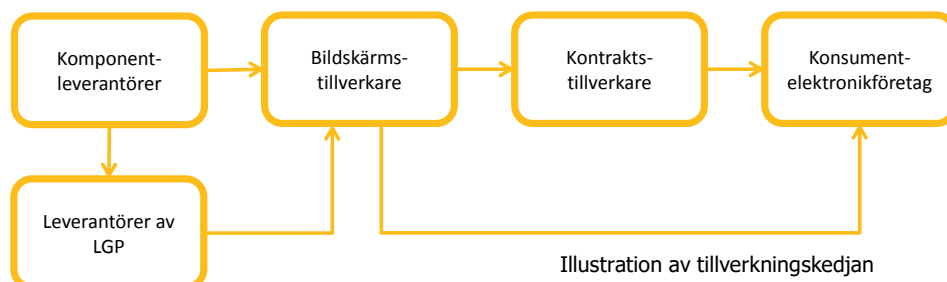 Komponent-
leverantörer
Bildskärms-
tillverkare
Kontrakts-
tillverkare
Konsument-
elektronikföretag
Leverantörer av
LGP
Illustration av tillverkningskedjan